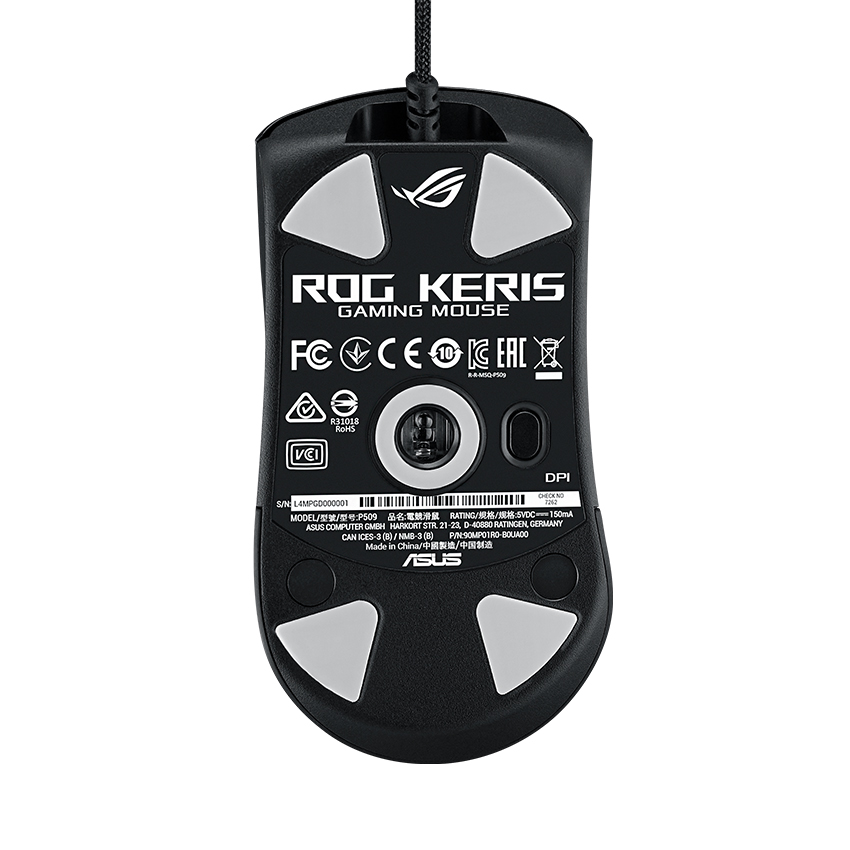 ROG KERIS
GAMING MOUSE
FC CE 10 KC EAC
R-R-MSQ-P509
R31018
RoHS
VCI
DPI
S/N: L4MPGD000001
CHECK NO
7262
MODEL/型號/型号:P509 品名:電競滑鼠 RATING/規格/规格:5VDC⎓150mA
ASUS COMPUTER GMBH HARKORT STR. 21-23, D-40880 RATINGEN, GERMANY
CAN ICES-3 (B) / NMB-3 (B) P/N:90MP01R0-B0UA00
Made in China/中國製造/中国制造
ASUS